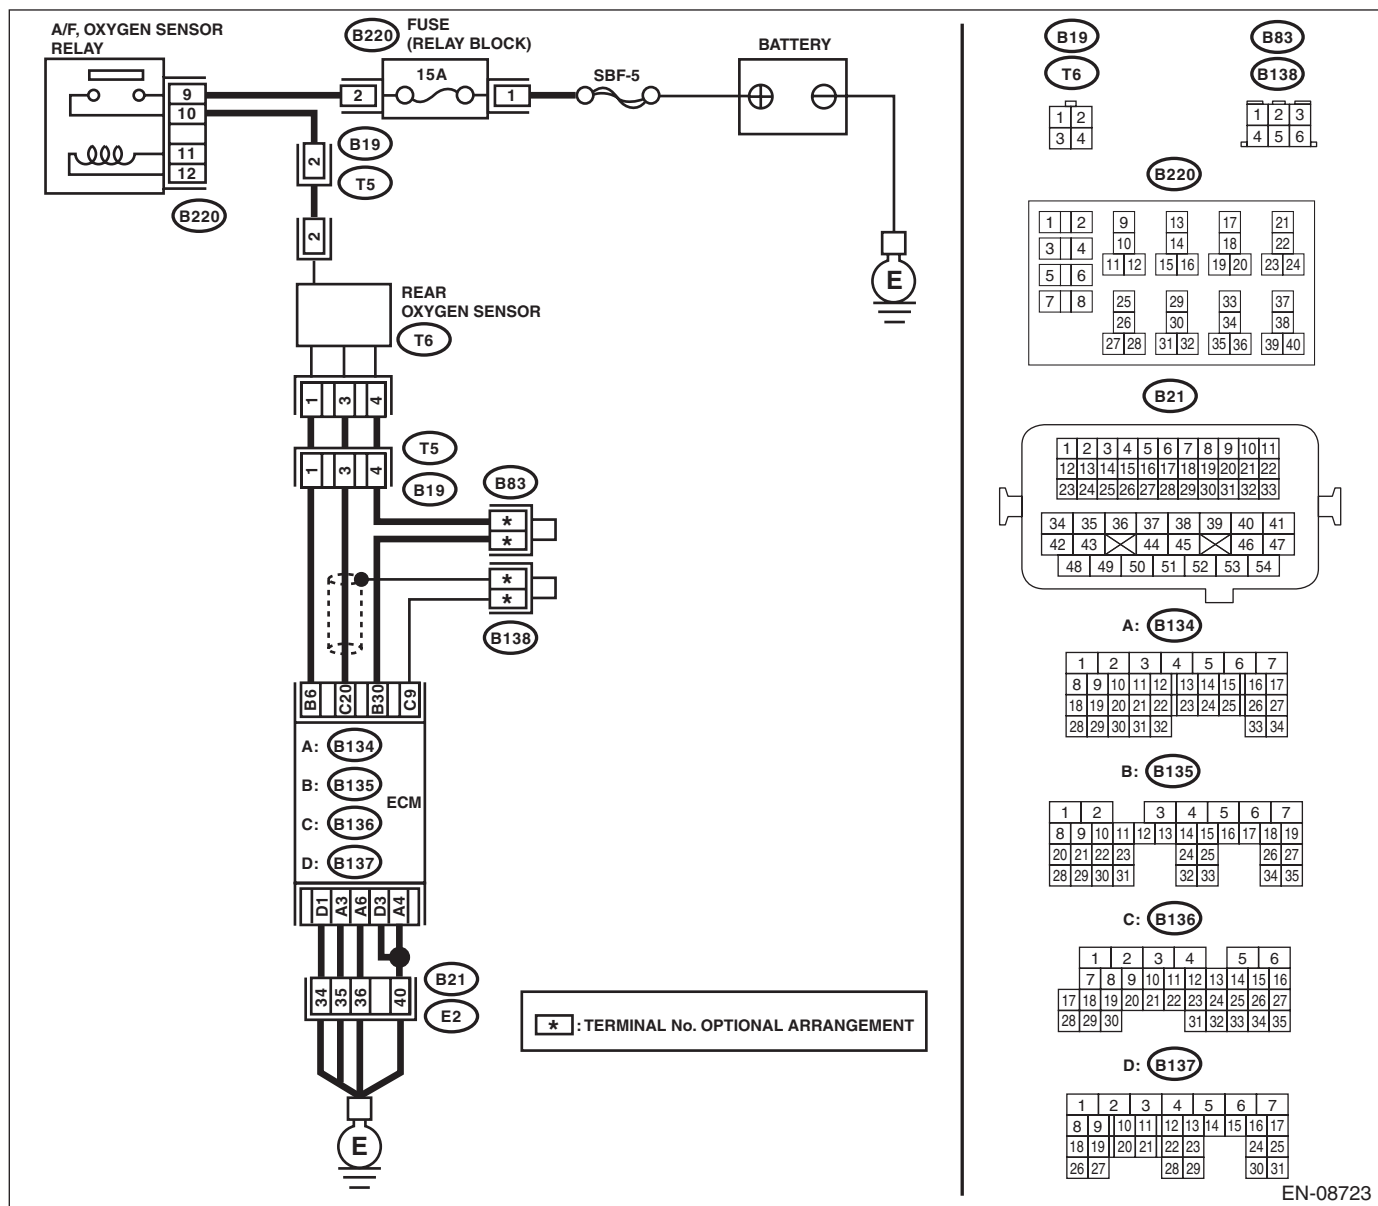 A/F, OXYGEN SENSOR
RELAY
B220
FUSE
(RELAY BLOCK)
BATTERY
15A
SBF-5
9
10
11
12
2
1
B220
2
B19
T5
2
E
REAR
OXYGEN SENSOR
T6
1 3 4
1 3 4
T5
B19
B83
*
*
*
*
B138
B6 C20 B30 C9
A: B134
B: B135
ECM
C: B136
D: B137
D1 A3 A6 D3 A4
34 35 36 40
B21
E2
E
* : TERMINAL No. OPTIONAL ARRANGEMENT
B19
T6
1 2
3 4
B83
B138
1 2 3
4 5 6
B220
1 2 9 13 17 21
3 4 10 14 18 22
5 6 11 12 15 16 19 20 23 24
7 8 25 29 33 37
26 30 34 38
27 28 31 32 35 36 39 40
B21
1 2 3 4 5 6 7 8 9 10 11
12 13 14 15 16 17 18 19 20 21 22
23 24 25 26 27 28 29 30 31 32 33
34 35 36 37 38 39 40 41
42 43 44 45 46 47
48 49 50 51 52 53 54
A: B134
1 2 3 4 5 6 7
8 9 10 11 12 13 14 15 16 17
18 19 20 21 22 23 24 25 26 27
28 29 30 31 32 33 34
B: B135
1 2 3 4 5 6 7
8 9 10 11 12 13 14 15 16 17 18 19
20 21 22 23 24 25 26 27
28 29 30 31 32 33 34 35
C: B136
1 2 3 4 5 6
7 8 9 10 11 12 13 14 15 16
17 18 19 20 21 22 23 24 25 26 27
28 29 30 31 32 33 34 35
D: B137
1 2 3 4 5 6 7
8 9 10 11 12 13 14 15 16 17
18 19 20 21 22 23 24 25
26 27 28 29 30 31
EN-08723